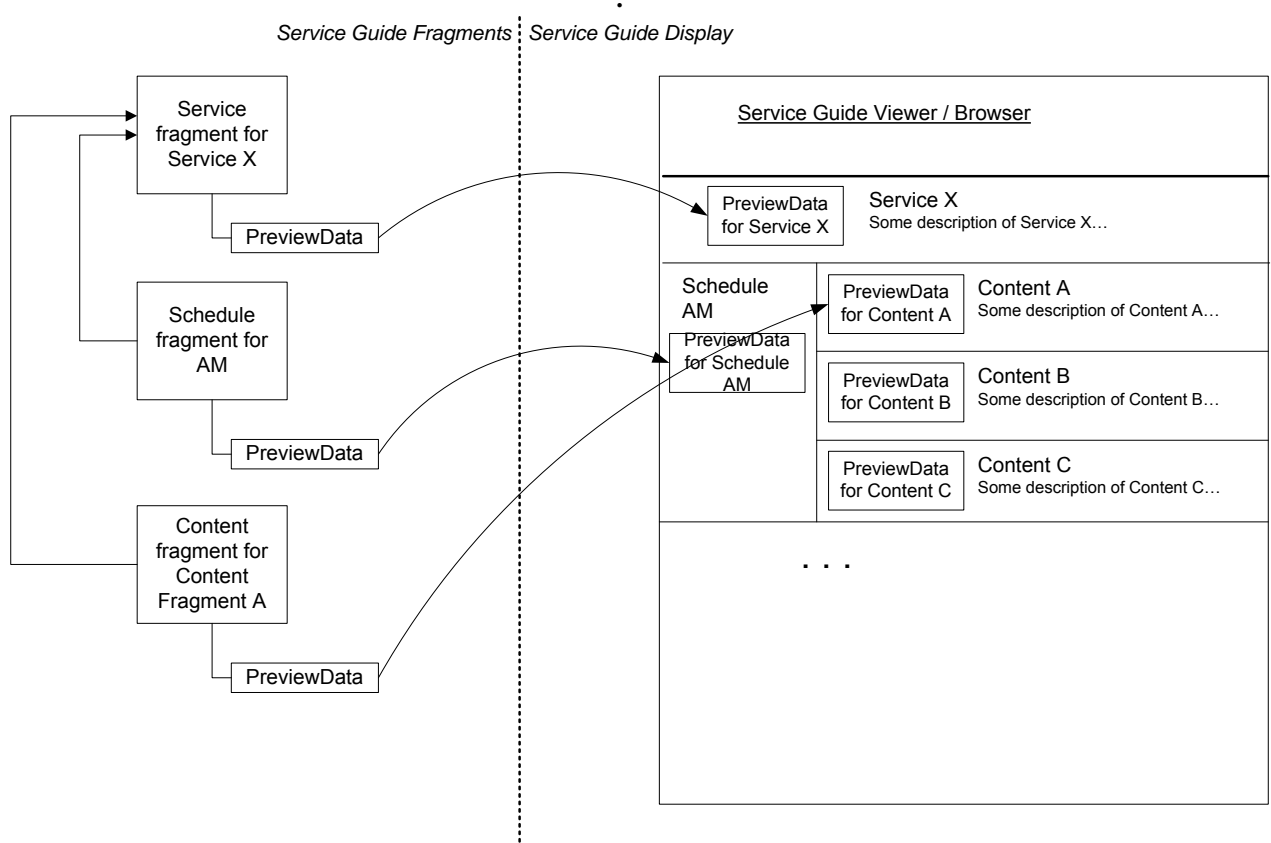 Service Guide Fragments
Service Guide Display
Service
fragment for
Service X
PreviewData
Schedule
fragment for
AM
PreviewData
Content
fragment for
Content
Fragment A
PreviewData
Service Guide Viewer / Browser
PreviewData
for Service X
Service X
Some description of Service X…
Schedule
AM
PreviewData
for Schedule
AM
PreviewData
for Content A
Content A
Some description of Content A…
PreviewData
for Content B
Content B
Some description of Content B…
PreviewData
for Content C
Content C
Some description of Content C…
. . .